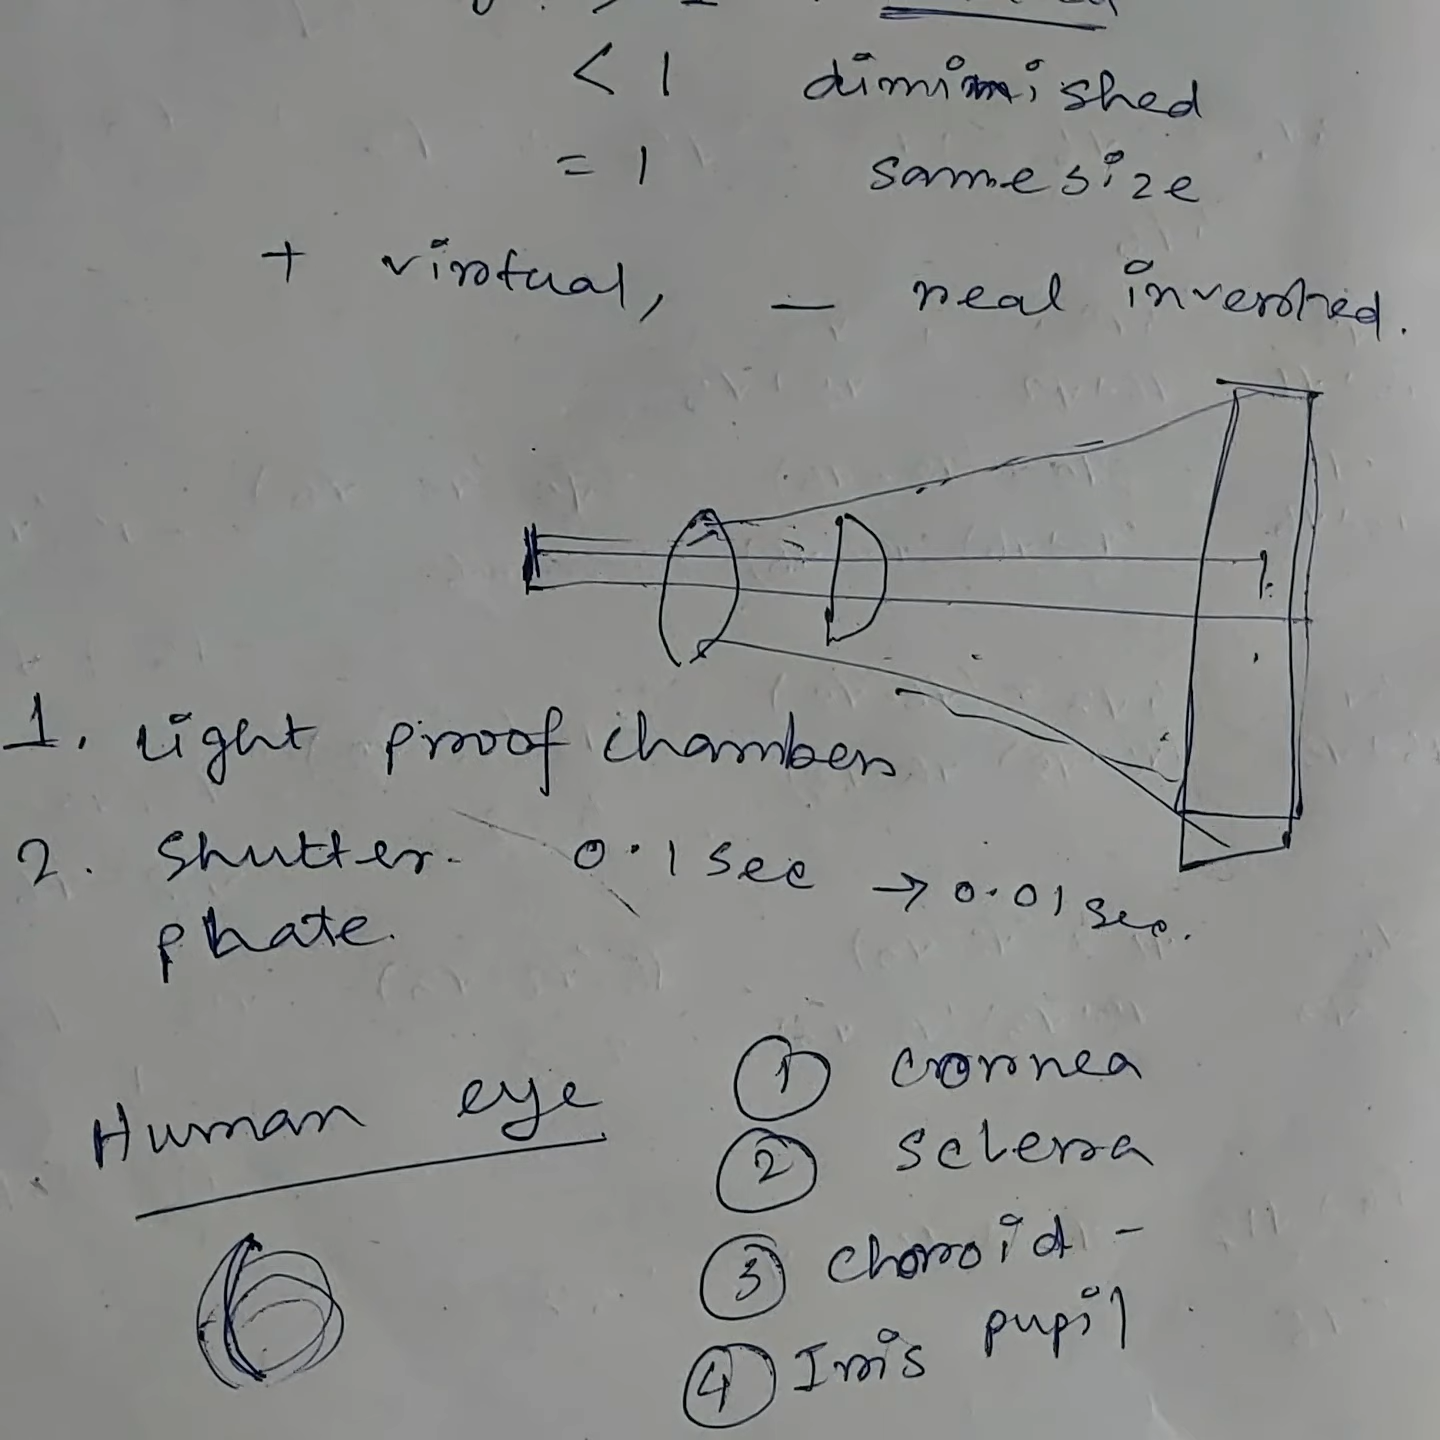 < 1 diminished
= 1 same size
+ virtual, - real inverted.
1. Light proof chamber
2. Shutter - 0.1 sec → 0.01 sec.
plate.
Human eye
① cornea
② sclera
③ choroid -
④ Iris pupil